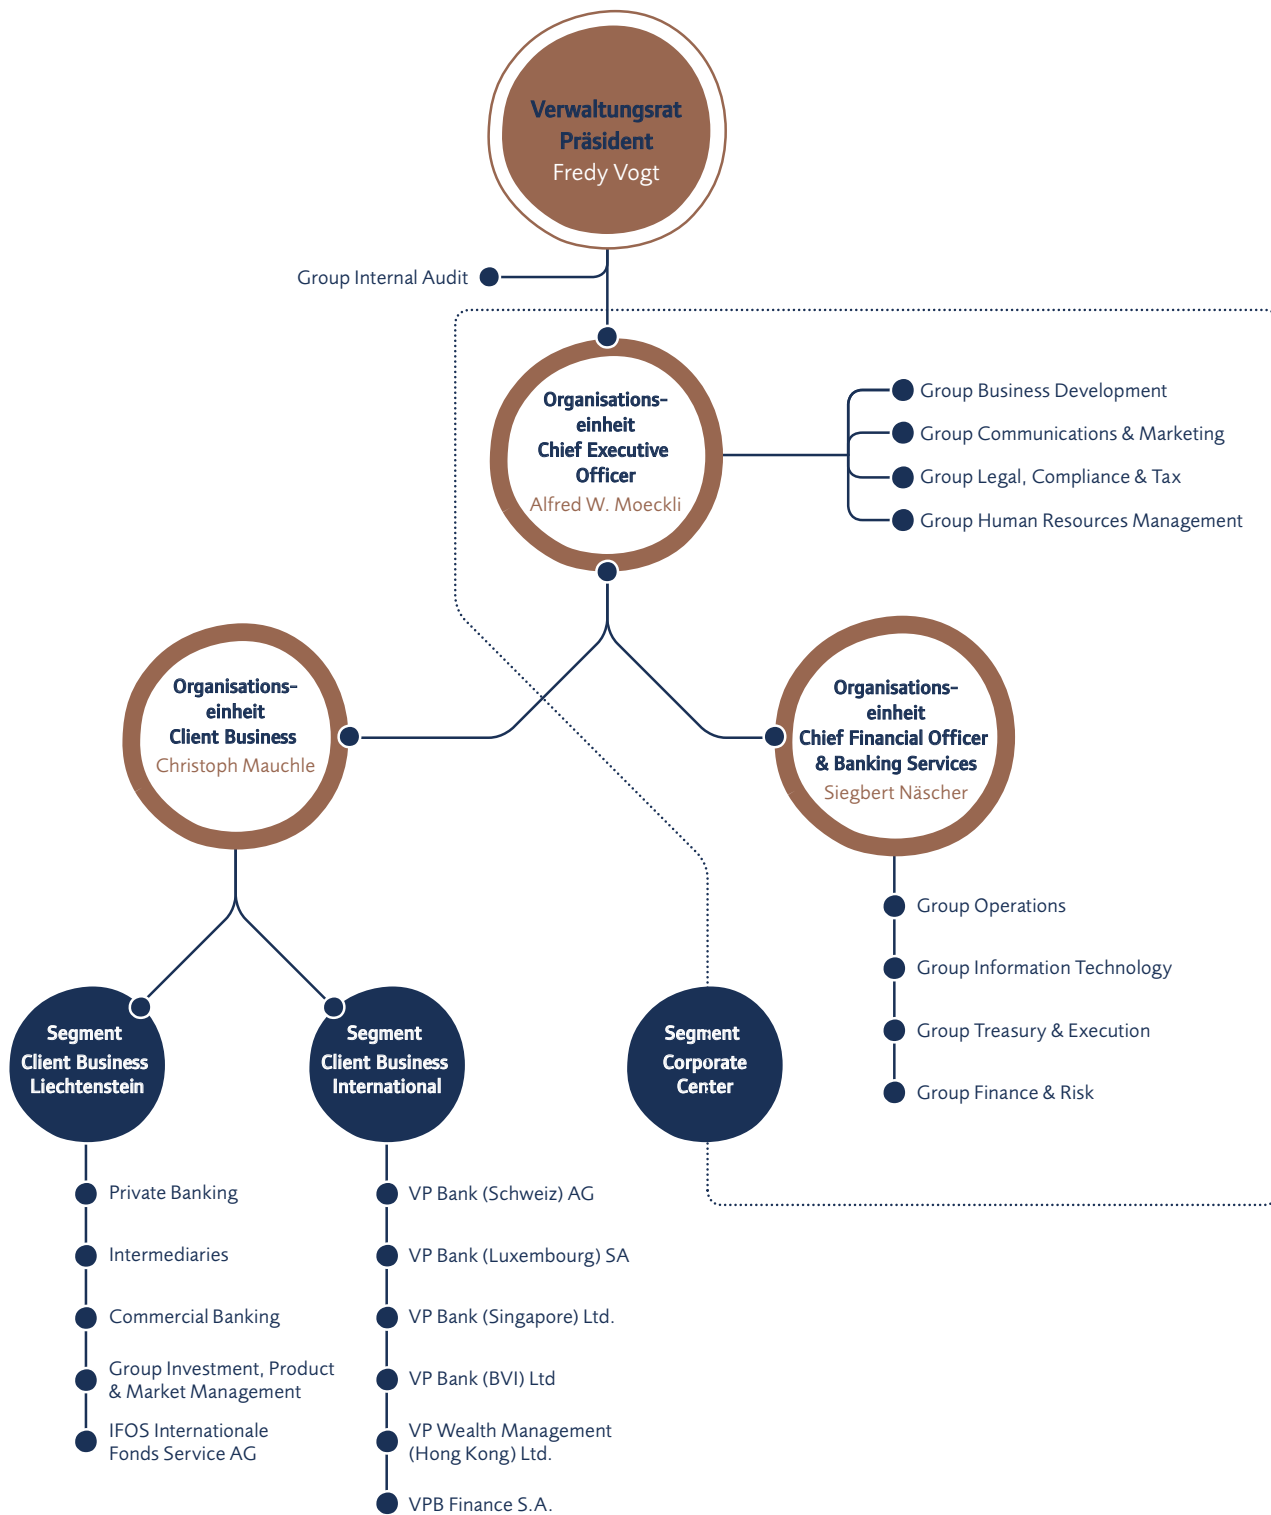 Verwaltungsrat
Präsident
Fredy Vogt
Group Internal Audit
Organisations-
einheit
Chief Executive
Officer
Alfred W. Moeckli
Group Business Development
Group Communications & Marketing
Group Legal, Compliance & Tax
Group Human Resources Management
Organisations-
einheit
Client Business
Christoph Mauchle
Organisations-
einheit
Chief Financial Officer
& Banking Services
Siegbert Näscher
Group Operations
Group Information Technology
Group Treasury & Execution
Group Finance & Risk
Segment
Client Business
Liechtenstein
Segment
Client Business
International
Segment
Corporate
Center
Private Banking
Intermediaries
Commercial Banking
Group Investment, Product
& Market Management
IFOS Internationale
Fonds Service AG
VP Bank (Schweiz) AG
VP Bank (Luxembourg) SA
VP Bank (Singapore) Ltd.
VP Bank (BVI) Ltd
VP Wealth Management
(Hong Kong) Ltd.
VPB Finance S.A.